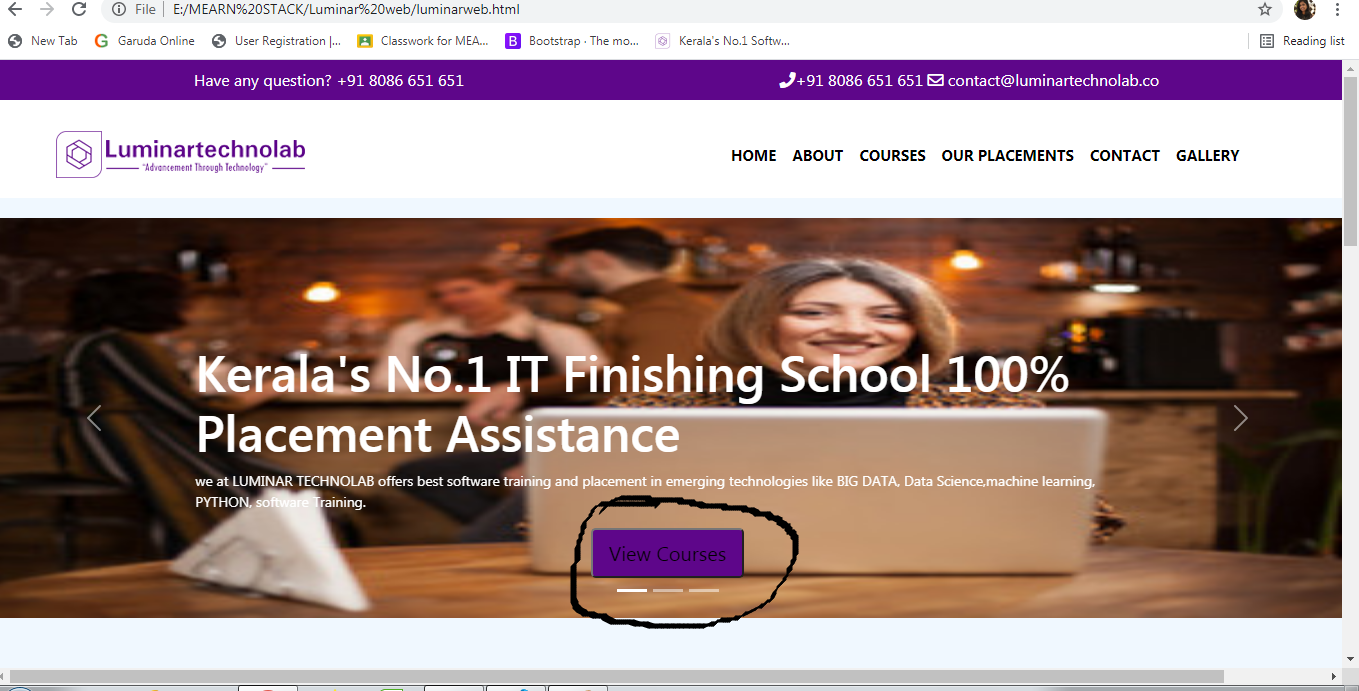 File E:/MEARN%20STACK/Luminar%20web/luminarweb.html
New Tab Garuda Online User Registration |... Classwork for MEA... Bootstrap · The mo... Kerala's No.1 Softw... Reading list
Have any question? +91 8086 651 651 +91 8086 651 651 contact@luminartechnolab.co
Luminartechnolab
"Advancement Through Technology"
HOME ABOUT COURSES OUR PLACEMENTS CONTACT GALLERY
Kerala's No.1 IT Finishing School 100%
Placement Assistance
we at LUMINAR TECHNOLAB offers best software training and placement in emerging technologies like BIG DATA, Data Science,machine learning,
PYTHON, software Training.
View Courses